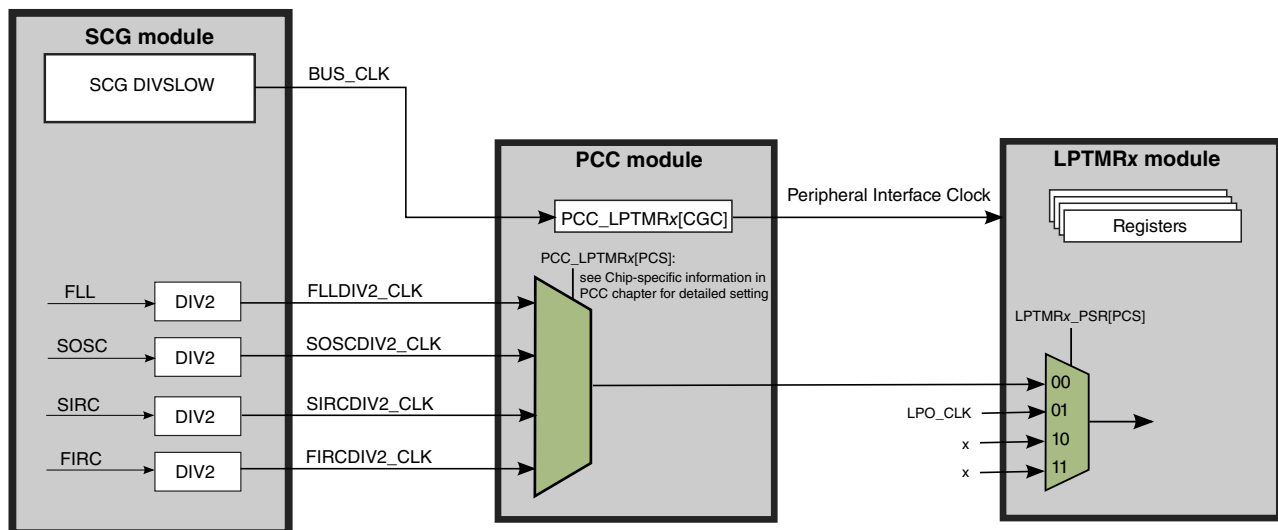 SCG module
SCG DIVSLOW
BUS_CLK
PCC module
LPTMRx module
PCC_LPTMRx[CGC]
Peripheral Interface Clock
Registers
PCC_LPTMRx[PCS]:
see Chip-specific information in
PCC chapter for detailed setting
FLL
DIV2
FLLDIV2_CLK
SOSC
DIV2
SOSCDIV2_CLK
SIRC
DIV2
SIRCDIV2_CLK
FIRC
DIV2
FIRCDIV2_CLK
LPTMRx_PSR[PCS]
00
LPO_CLK
01
x
10
x
11